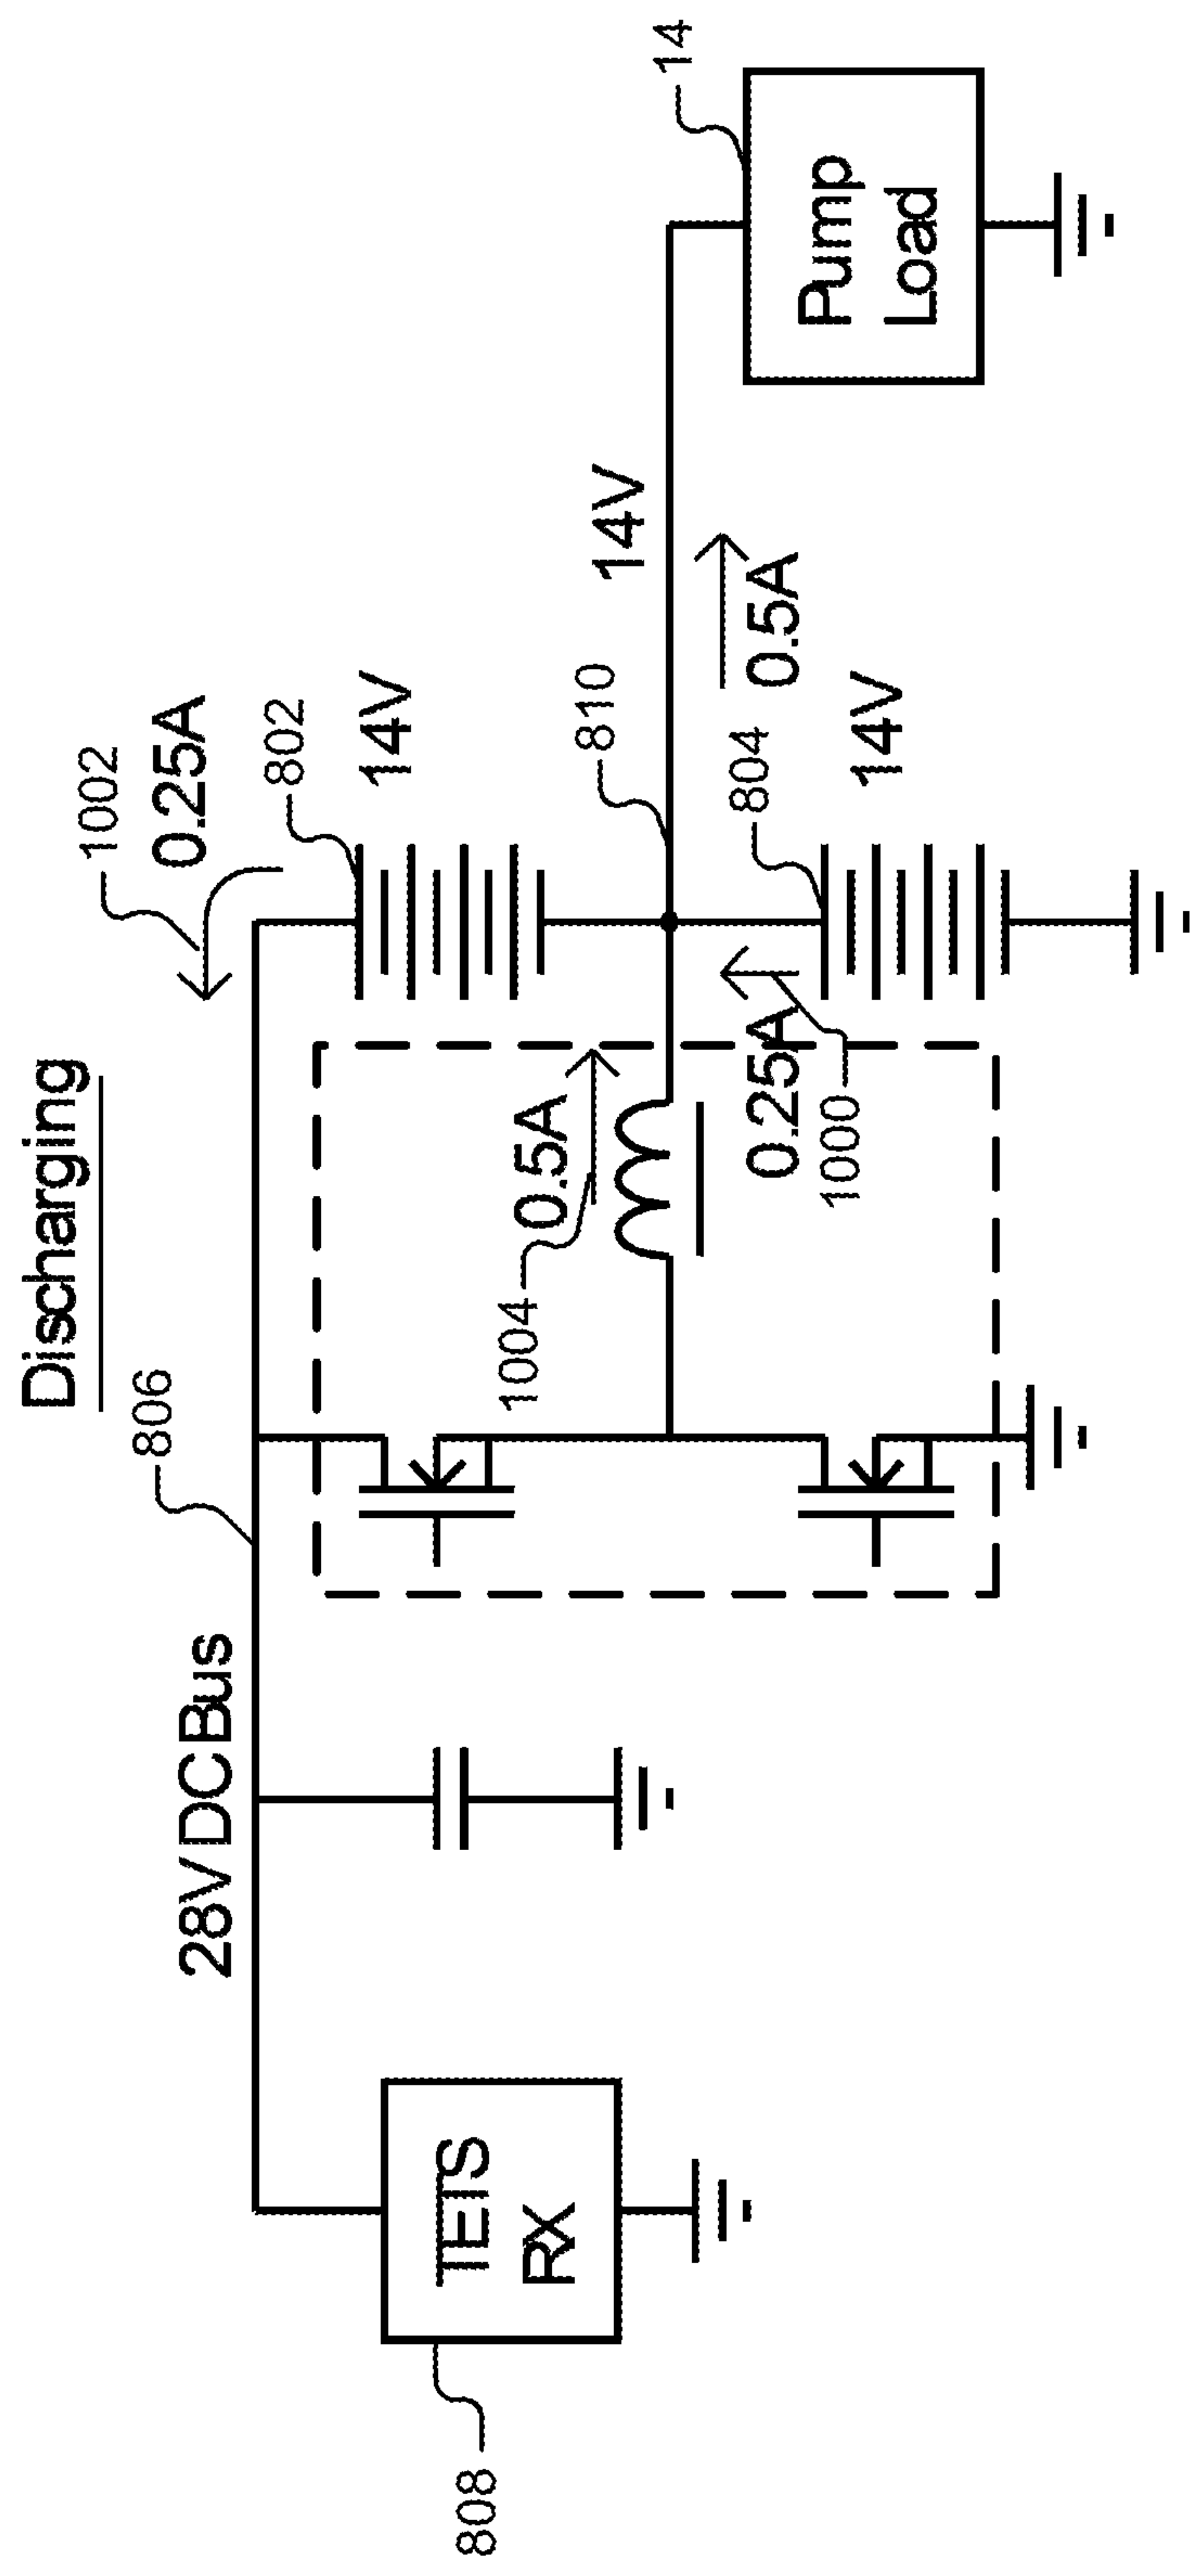 Discharging
1002
0.25A
806
28V DC Bus
802
14V
810
14V
14
Pump
Load
0.5A
1004
0.5A
804
14V
0.25A
1000
TETS
RX
808